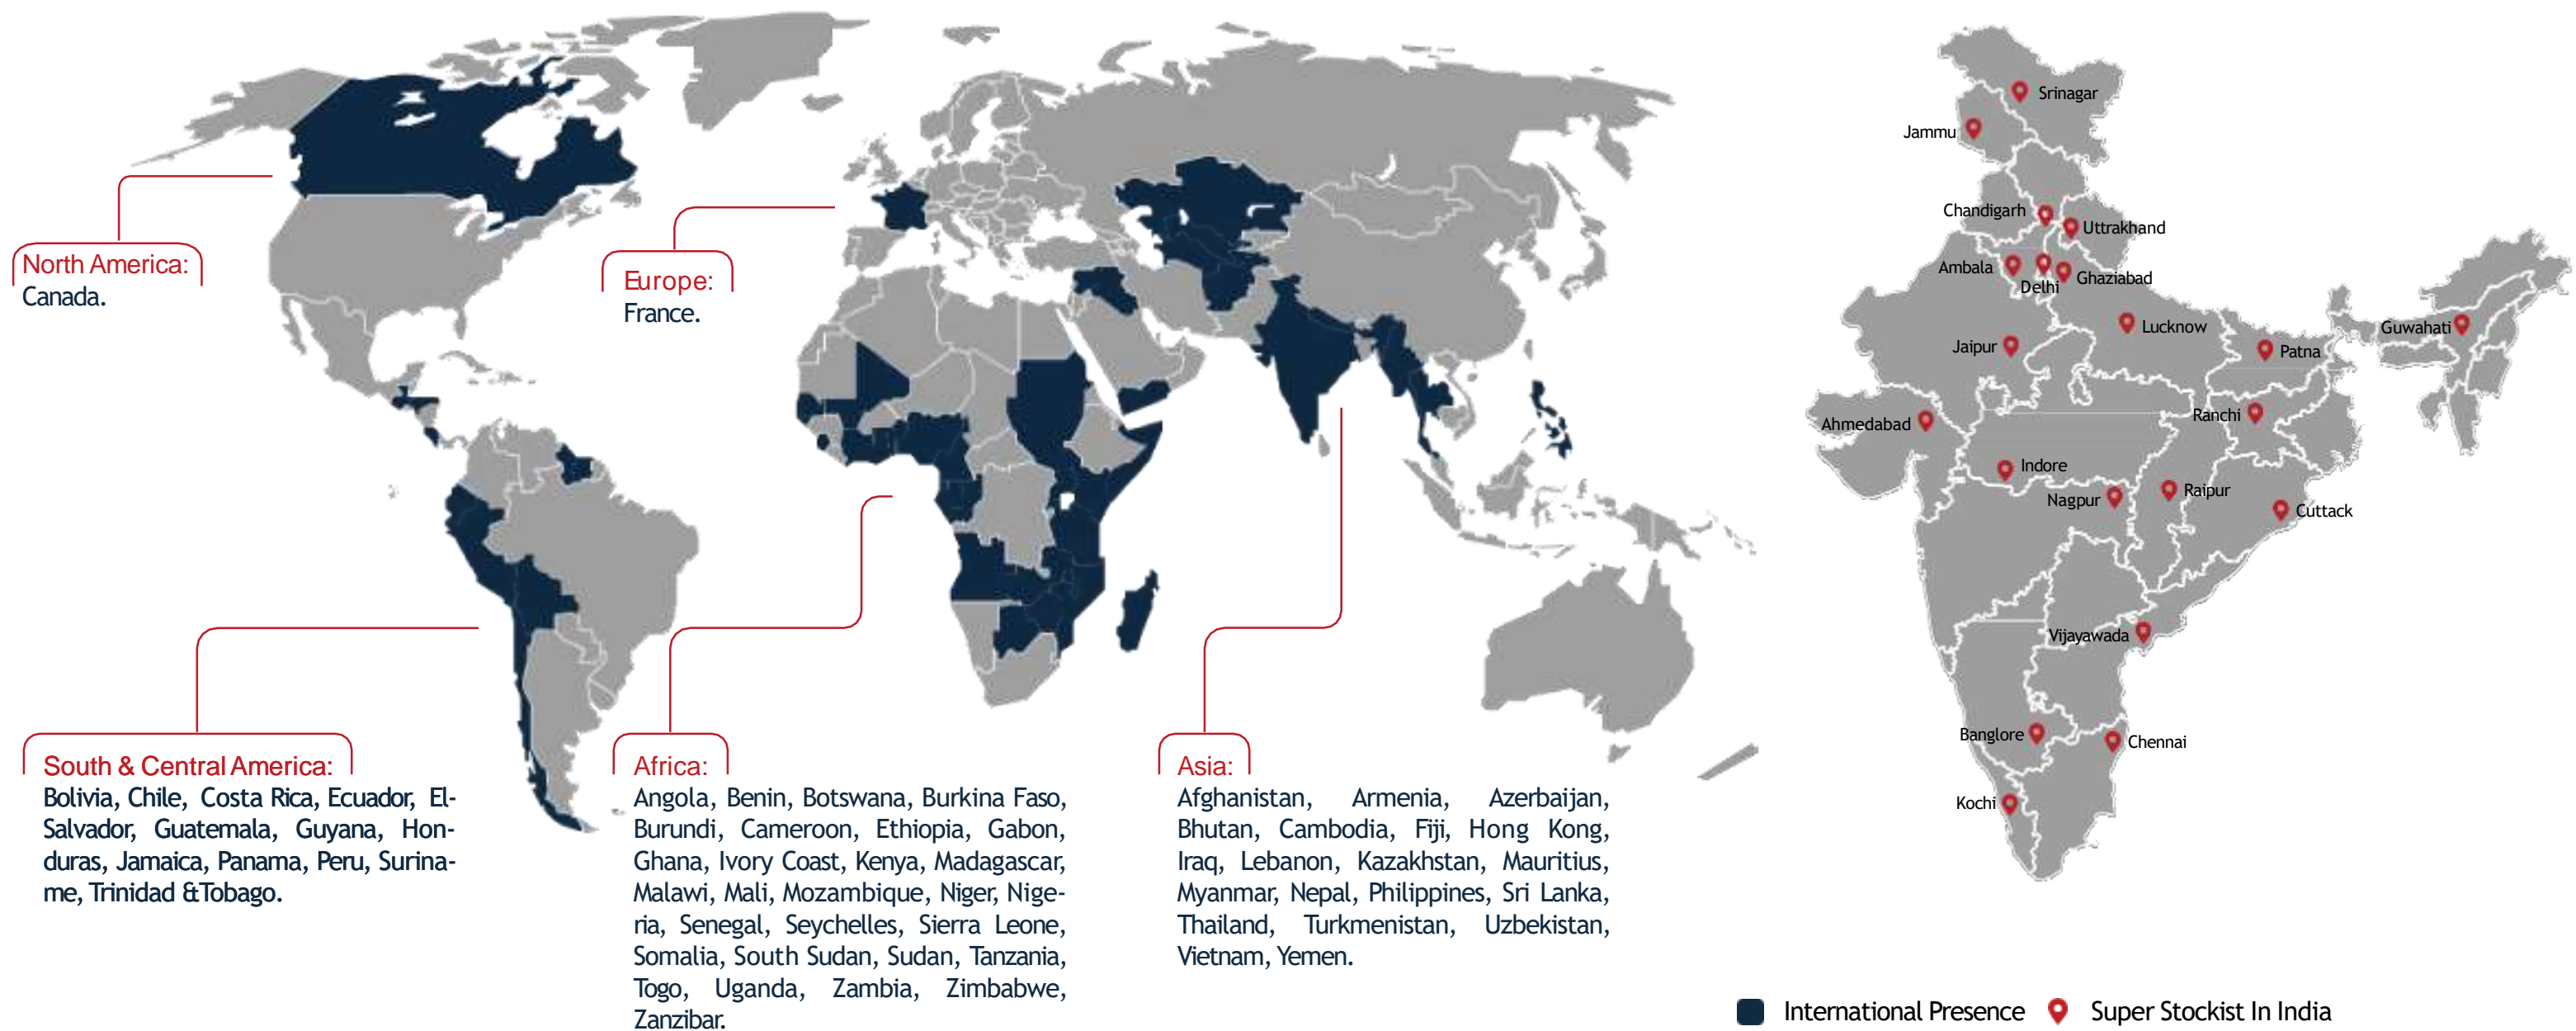 North America:
Canada.
Europe:
France.
South & Central America:
Bolivia, Chile, Costa Rica, Ecuador, El-
Salvador, Guatemala, Guyana, Hon-
duras, Jamaica, Panama, Peru, Surina-
me, Trinidad &Tobago.
Africa:
Angola, Benin, Botswana, Burkina Faso,
Burundi, Cameroon, Ethiopia, Gabon,
Ghana, Ivory Coast, Kenya, Madagascar,
Malawi, Mali, Mozambique, Niger, Nige-
ria, Senegal, Seychelles, Sierra Leone,
Somalia, South Sudan, Sudan, Tanzania,
Togo, Uganda, Zambia, Zimbabwe,
Zanzibar.
Asia:
Afghanistan, Armenia, Azerbaijan,
Bhutan, Cambodia, Fiji, Hong Kong,
Iraq, Lebanon, Kazakhstan, Mauritius,
Myanmar, Nepal, Philippines, Sri Lanka,
Thailand, Turkmenistan, Uzbekistan,
Vietnam, Yemen.
Srinagar
Jammu
Chandigarh
Uttrakhand
Ambala
Delhi
Ghaziabad
Lucknow
Guwahati
Jaipur
Patna
Ahmedabad
Ranchi
Indore
Nagpur
Raipur
Cuttack
Vijayawada
Banglore
Chennai
Kochi
International Presence
Super Stockist In India